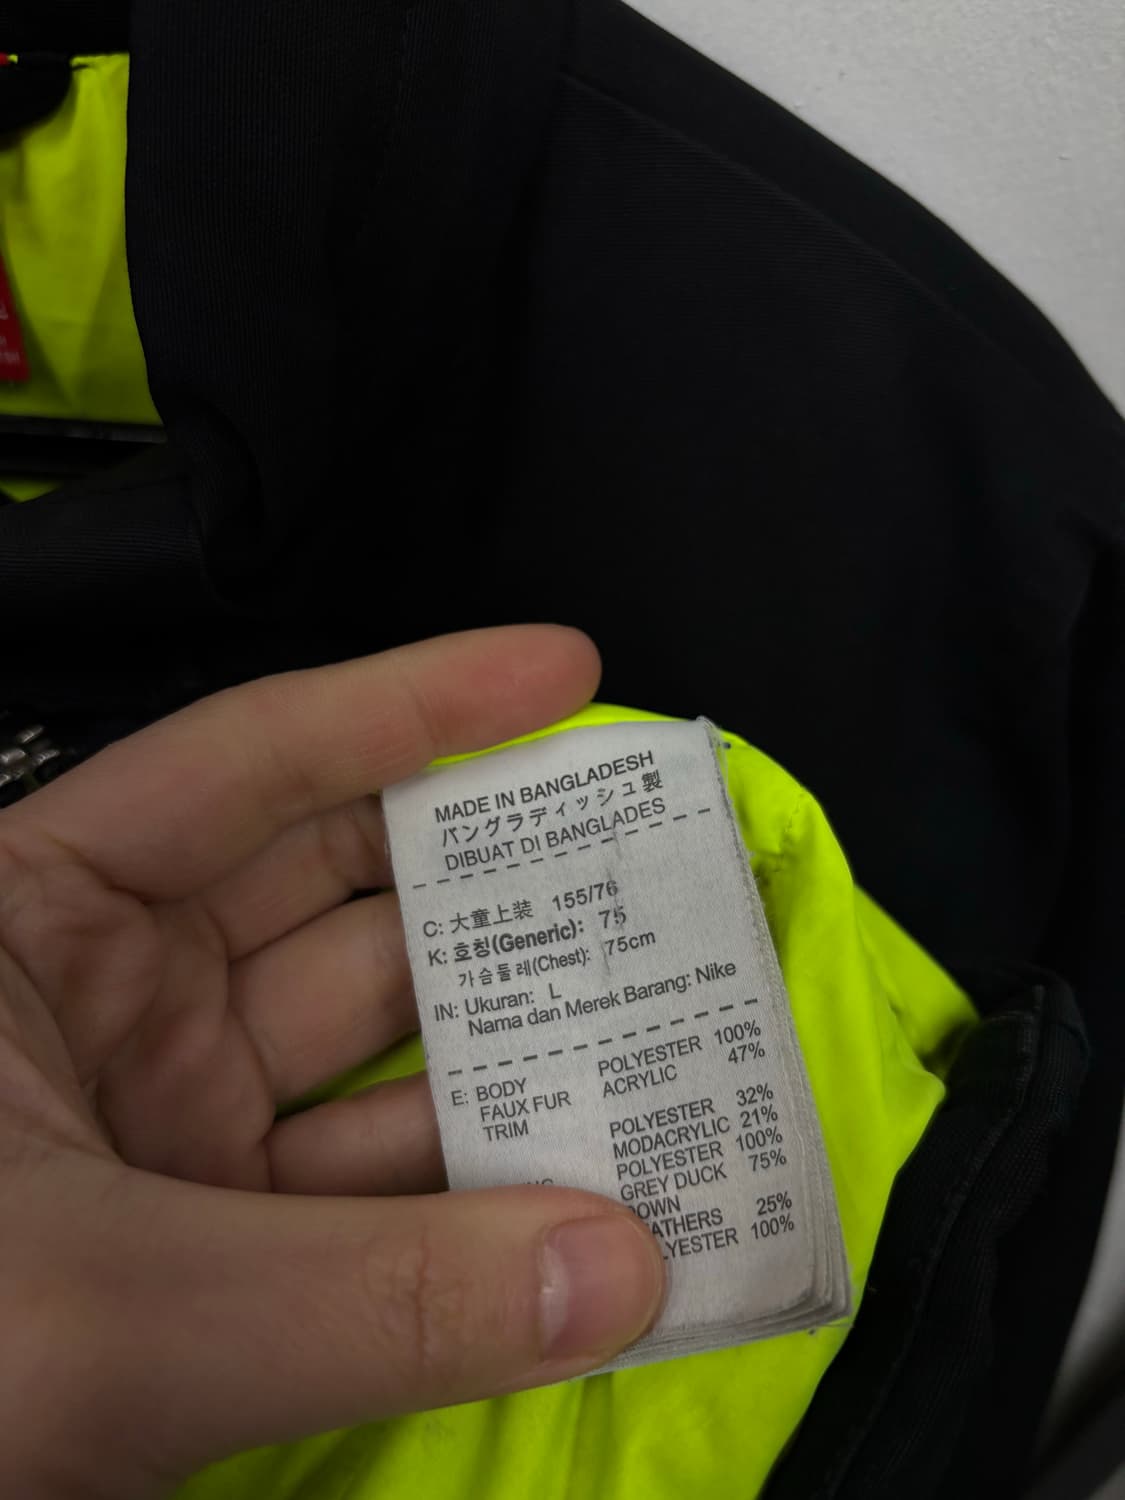 MADE IN BANGLADESH
バングラディッシュ製
DIBUAT DI BANGLADES
C: 大童上装 155/76
K: 호칭(Generic): 75
가슴둘레(Chest): 75cm
IN: Ukuran: L
Nama dan Merek Barang: Nike
E: BODY POLYESTER 100%
FAUX FUR ACRYLIC 47%
TRIM
POLYESTER 32%
MODACRYLIC 21%
POLYESTER 100%
GREY DUCK 75%
DOWN
25%
100%